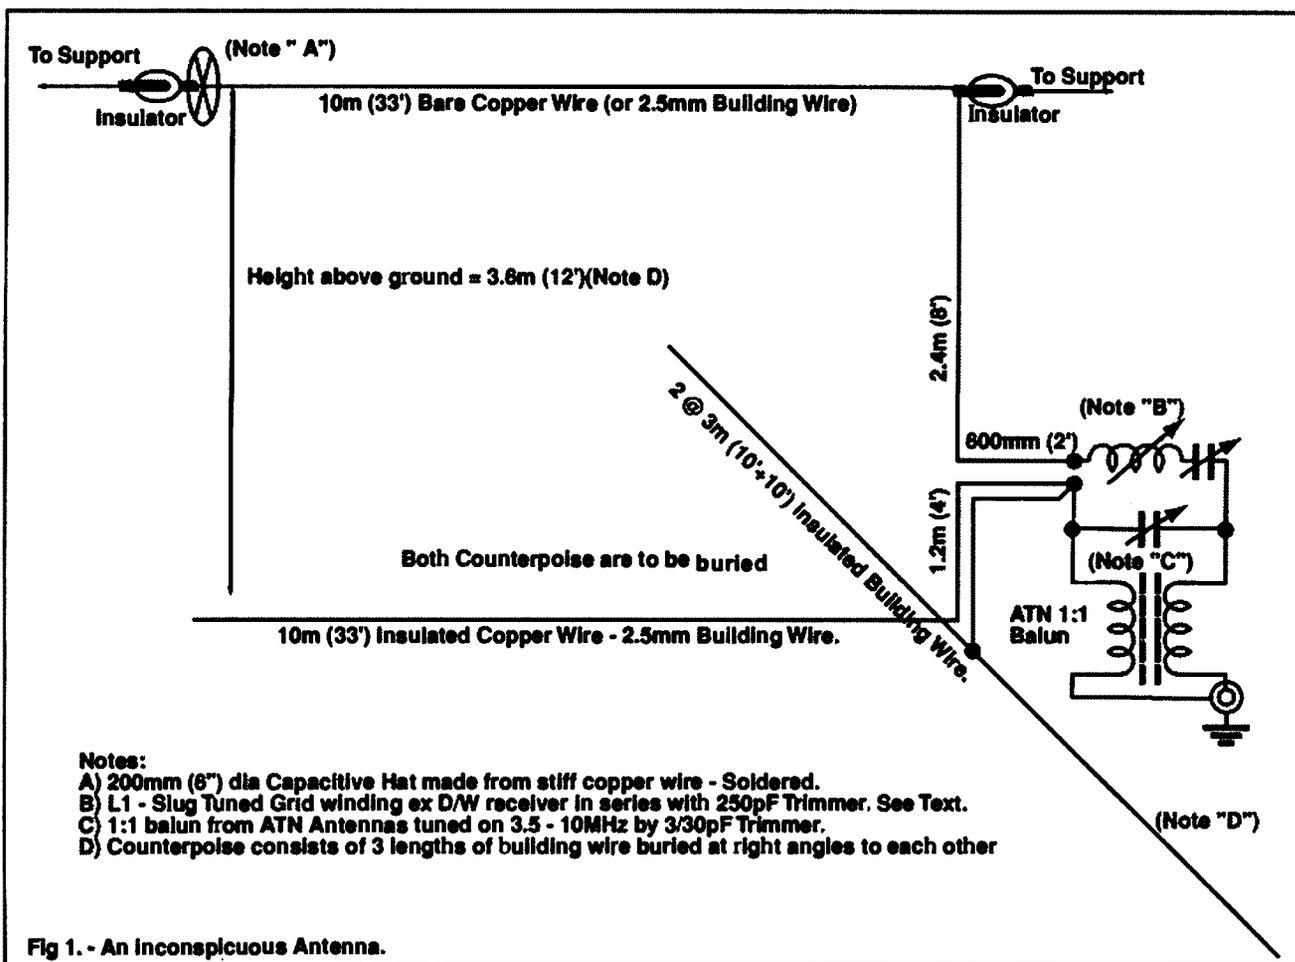 To Support
(Note " A")
Insulator
10m (33') Bare Copper Wire (or 2.5mm Building Wire)
To Support
Insulator
Height above ground = 3.6m (12')(Note D)
2.4m (8')
2 @ 3m (10'+10') Insulated Building Wire.
(Note "B")
600mm (2')
1.2m (4')
(Note "C")
Both Counterpoise are to be buried
ATN 1:1
Balun
10m (33') Insulated Copper Wire - 2.5mm Building Wire.
Notes:
A) 200mm (6") dia Capacitive Hat made from stiff copper wire - Soldered.
B) L1 - Slug Tuned Grid winding ex D/W receiver in series with 250pF Trimmer. See Text.
C) 1:1 balun from ATN Antennas tuned on 3.5 - 10MHz by 3/30pF Trimmer.
D) Counterpoise consists of 3 lengths of building wire buried at right angles to each other
(Note "D")
Fig 1. - An inconspicuous Antenna.